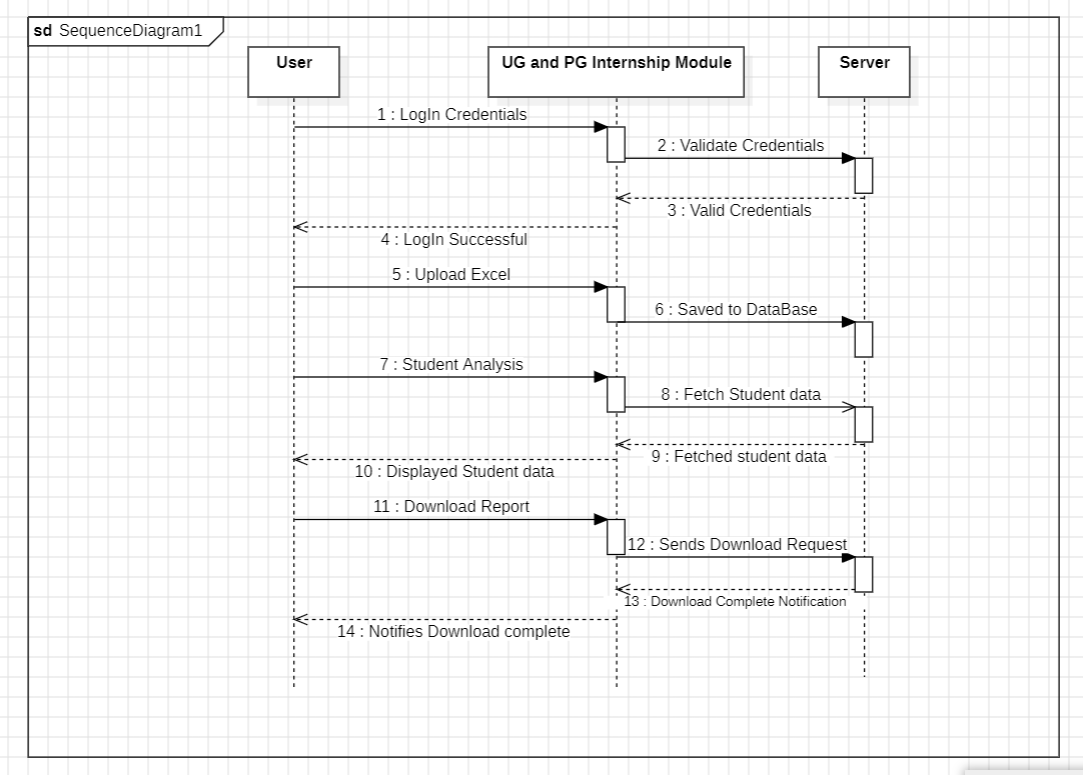 sd SequenceDiagram1
User
UG and PG Internship Module
Server
1 : LogIn Credentials
2 : Validate Credentials
3 : Valid Credentials
4 : LogIn Successful
5 : Upload Excel
6 : Saved to DataBase
7 : Student Analysis
8 : Fetch Student data
9 : Fetched student data
10 : Displayed Student data
11 : Download Report
12 : Sends Download Request
13 : Download Complete Notification
14 : Notifies Download complete